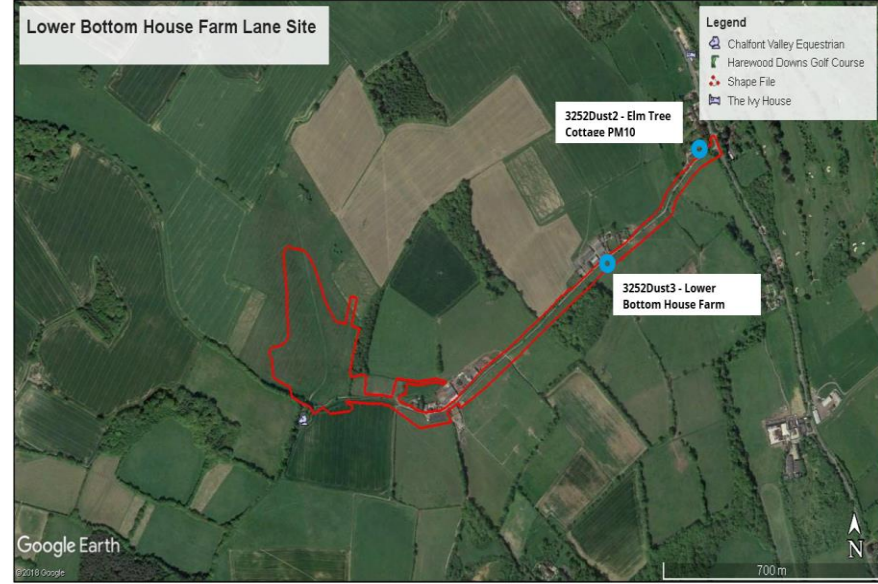 Lower Bottom House Farm Lane Site
Legend
Chalfont Valley Equestrian
Harewood Downs Golf Course
Shape File
The Ivy House
3252Dust2 - Elm Tree
Cottage PM10
3252Dust3 - Lower
Bottom House Farm
Google Earth
©2018 Google
N
700 m